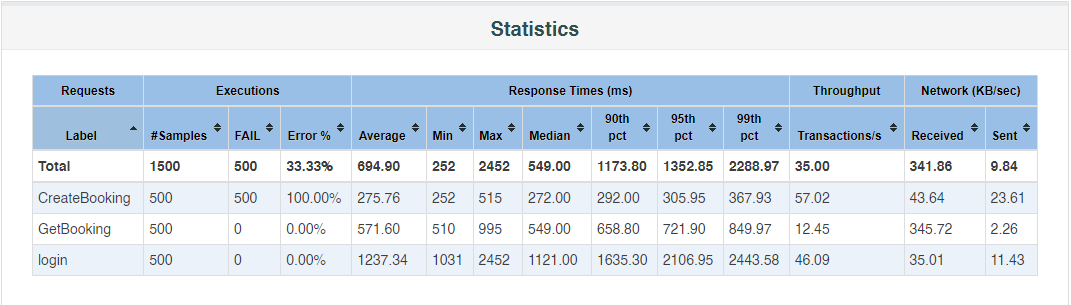 Statistics
Requests Executions Response Times (ms) Throughput Network (KB/sec)
Label #Samples FAIL Error % Average Min Max Median 90th pct 95th pct 99th pct Transactions/s Received Sent
Total 1500 500 33.33% 694.90 252 2452 549.00 1173.80 1352.85 2288.97 35.00 341.86 9.84
CreateBooking 500 500 100.00% 275.76 252 515 272.00 292.00 305.95 367.93 57.02 43.64 23.61
GetBooking 500 0 0.00% 571.60 510 995 549.00 658.80 721.90 849.97 12.45 345.72 2.26
login 500 0 0.00% 1237.34 1031 2452 1121.00 1635.30 2106.95 2443.58 46.09 35.01 11.43